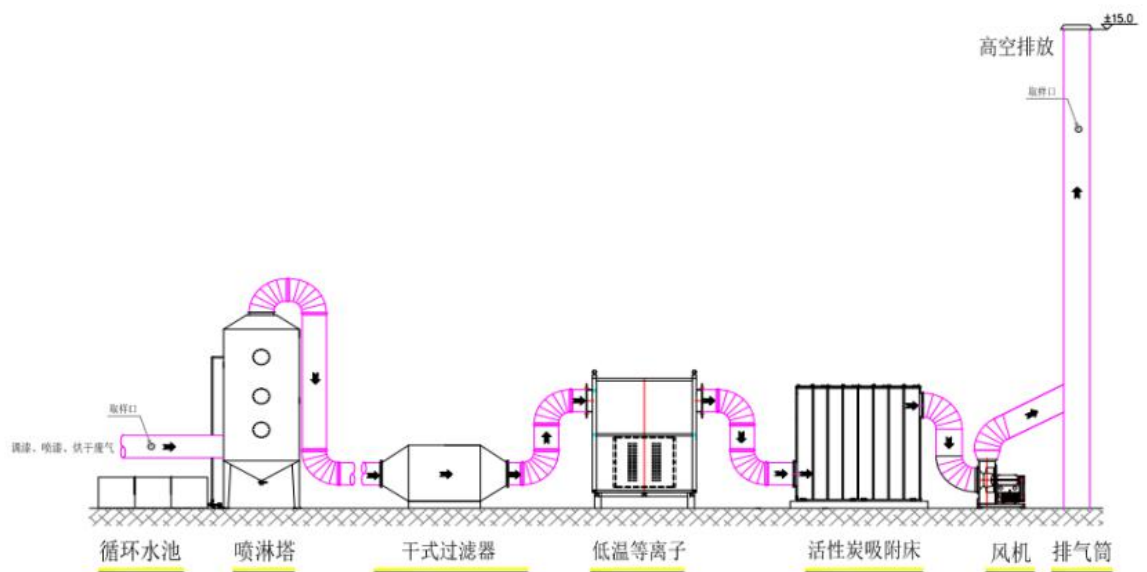 ±15.0
高空排放
取样口
取样口
调漆、喷漆、烘干废气
循环水池
喷淋塔
干式过滤器
低温等离子
活性炭吸附床
风机
排气筒